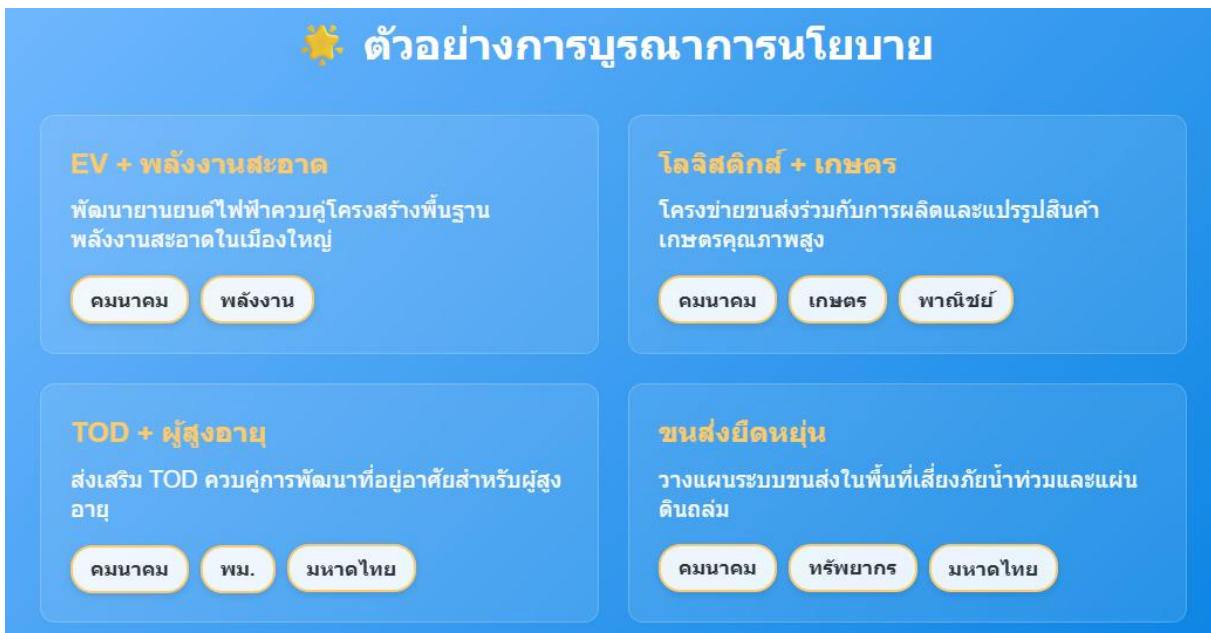 ตัวอย่างการบูรณาการนโยบาย
EV + พลังงานสะอาด
พัฒนายานยนต์ไฟฟ้าควบคู่โครงสร้างพื้นฐาน
พลังงานสะอาดในเมืองใหญ่
คมนาคม พลังงาน
โลจิสติกส์ + เกษตร
โครงข่ายขนส่งร่วมกับการผลิตและแปรรูปสินค้า
เกษตรคุณภาพสูง
คมนาคม เกษตร พาณิชย์
TOD + ผู้สูงอายุ
ส่งเสริม TOD ควบคู่การพัฒนาที่อยู่อาศัยสำหรับผู้สูง
อายุ
คมนาคม พม. มหาดไทย
ขนส่งยืดหยุ่น
วางแผนระบบขนส่งในพื้นที่เสี่ยงภัยน้ำท่วมและแผ่น
ดินถล่ม
คมนาคม ทรัพยากร มหาดไทย